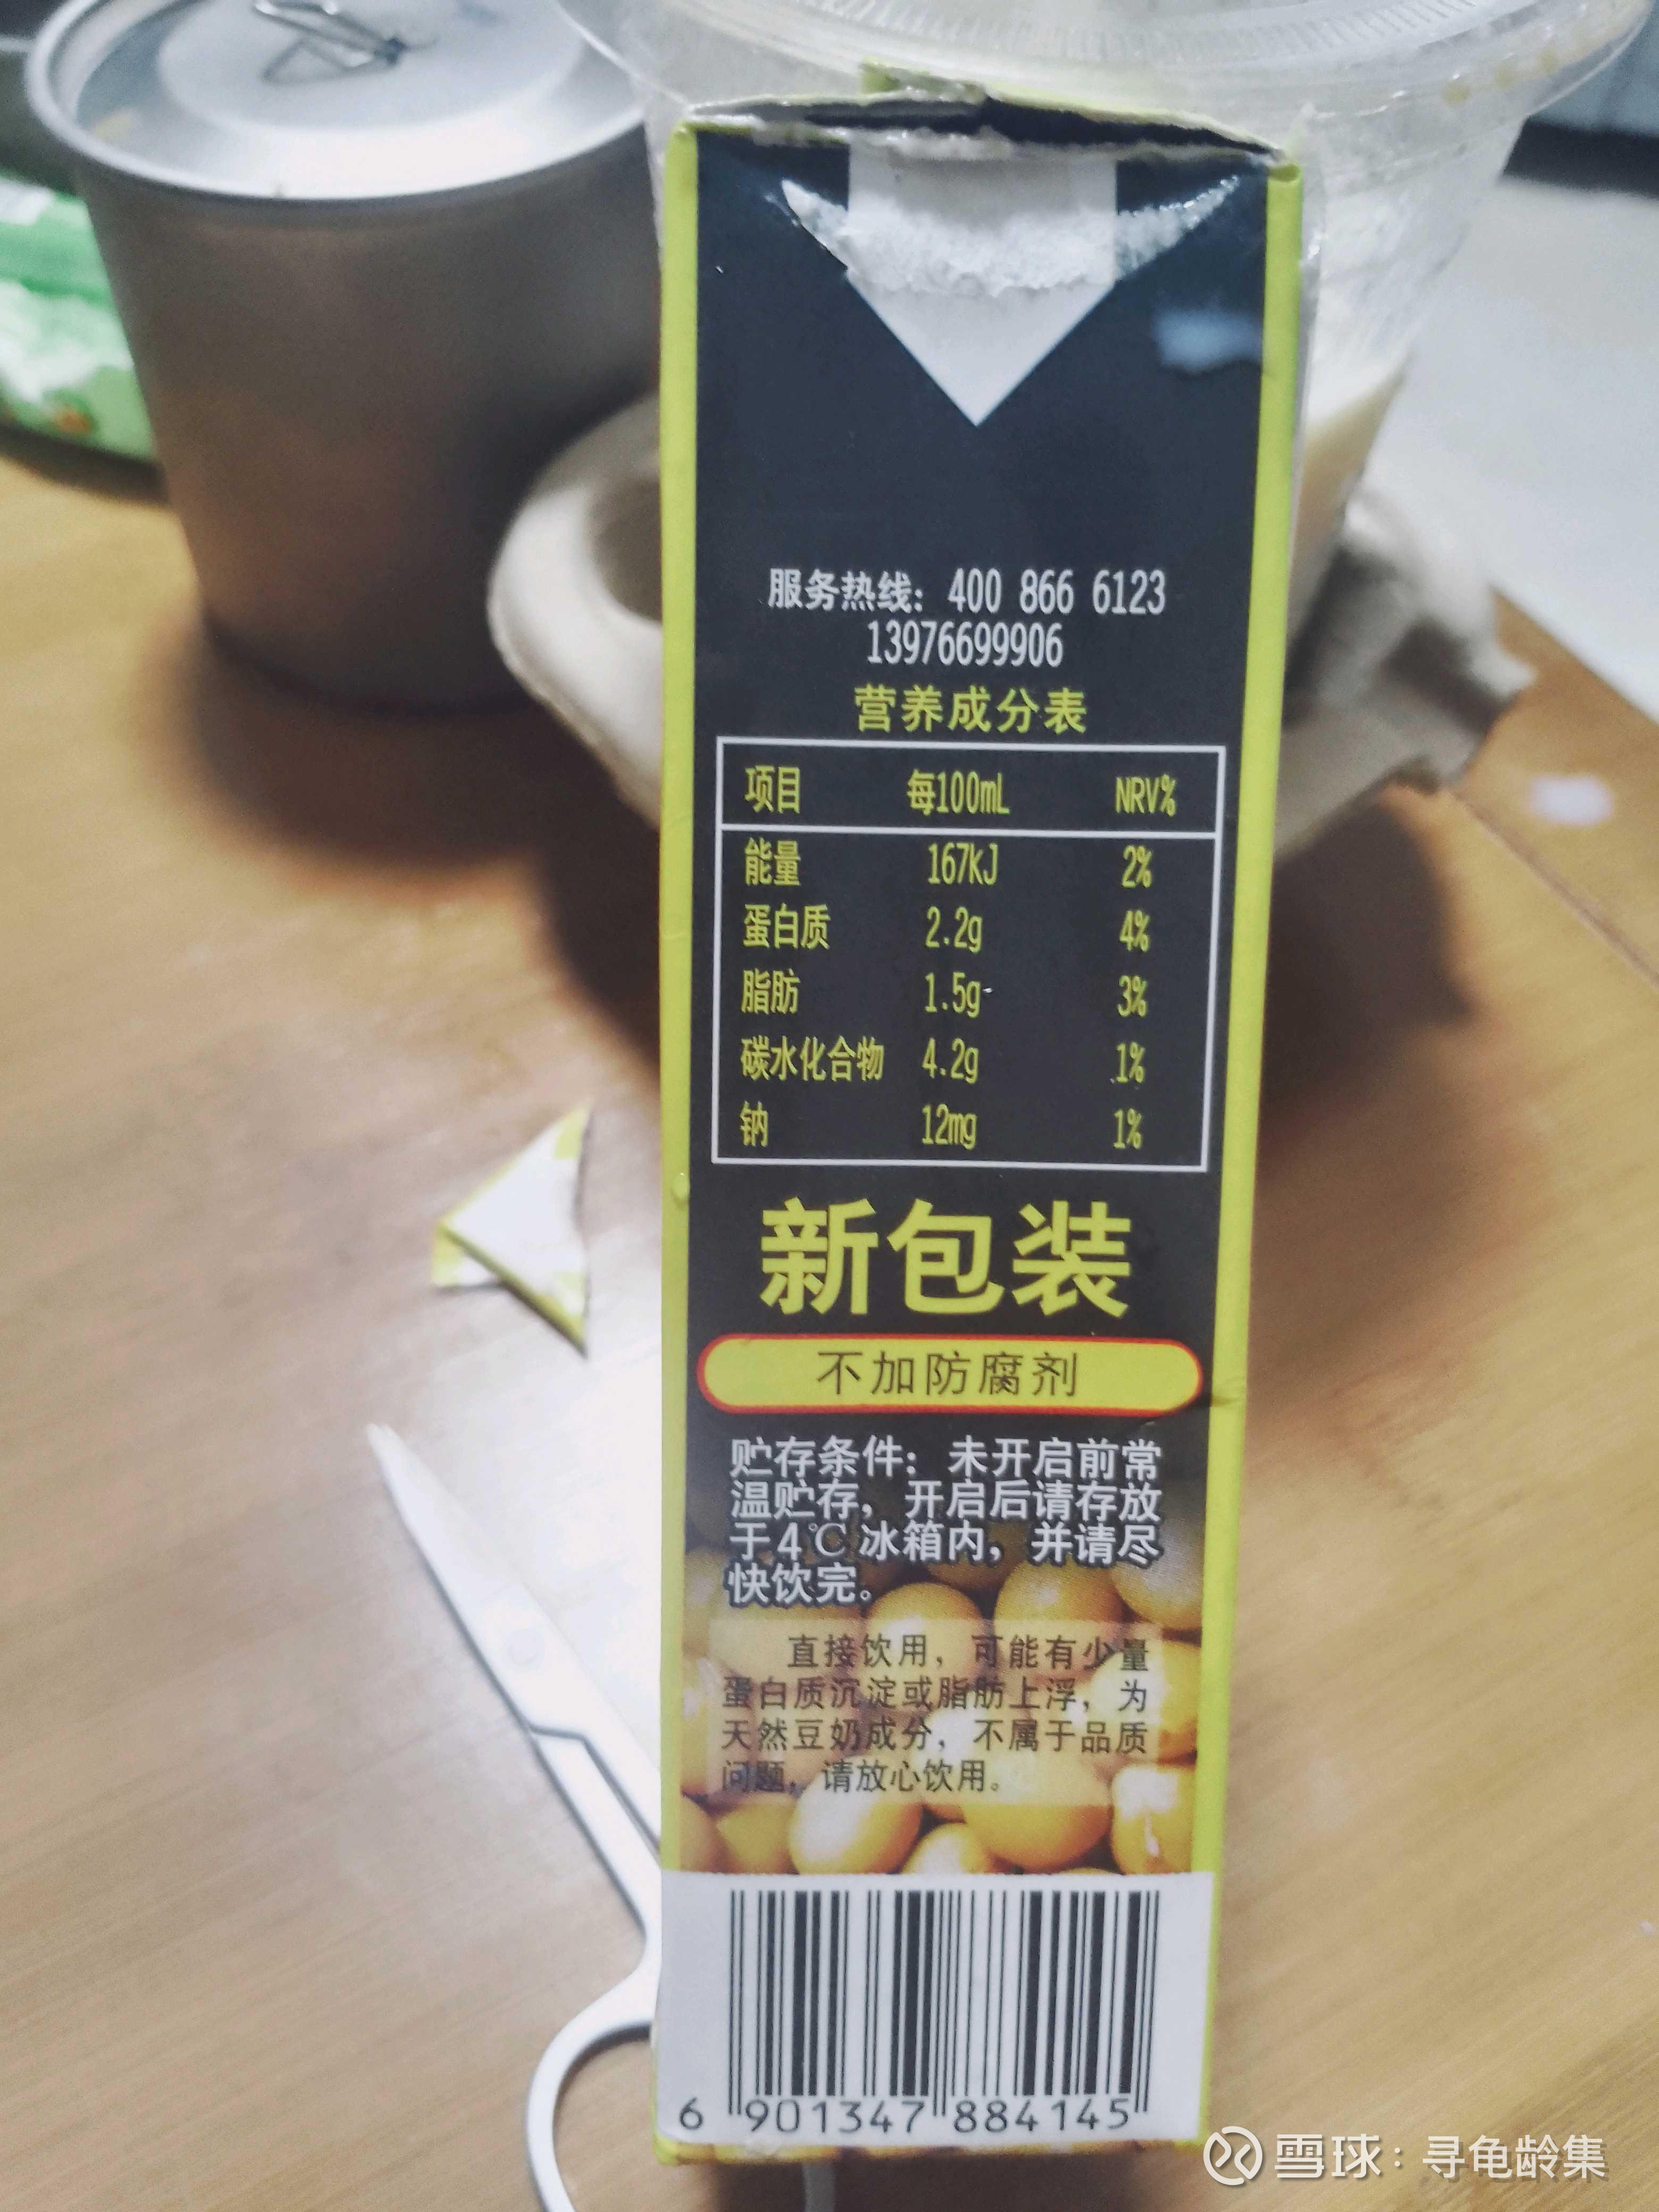 服务热线：400 866 6123
13976699906
营养成分表
项目 每100mL NRV%
能量 167kJ 2%
蛋白质 2.2g 4%
脂肪 1.5g 3%
碳水化合物 4.2g 1%
钠 12mg 1%
新包装
不加防腐剂
贮存条件：未开启前常
温贮存，开启后请存放
于4℃冰箱内，并请尽
快饮完。
直接饮用，可能有少量
蛋白质沉淀或脂肪上浮，为
天然豆奶成分，不属于品质
问题，请放心饮用。
6 901347 884145
雪球：寻龟龄集